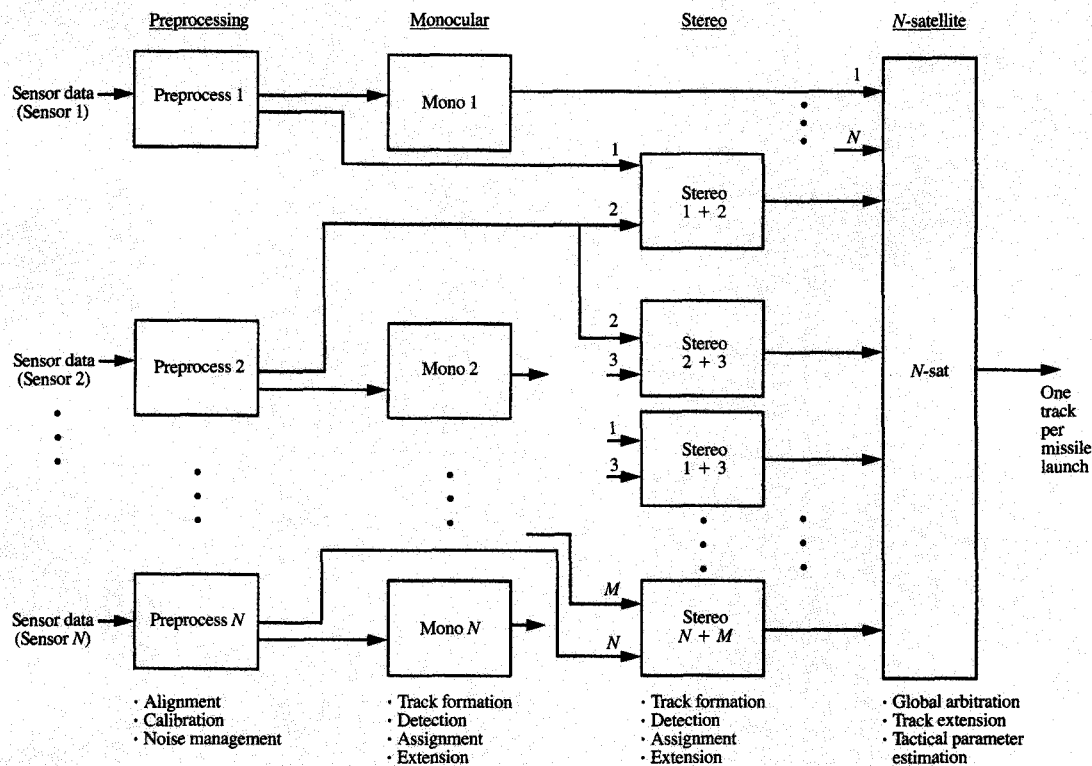 Preprocessing
Monocular
Stereo
N-satellite
Sensor data
(Sensor 1)
Preprocess 1
Mono 1
1
N
1
2
Stereo
1 + 2
Sensor data
(Sensor 2)
Preprocess 2
Mono 2
2
3
Stereo
2 + 3
1
3
Stereo
1 + 3
N-sat
One
track
per
missile
launch
Sensor data
(Sensor N)
Preprocess N
Mono N
M
N
Stereo
N + M
· Alignment
· Calibration
· Noise management
· Track formation
· Detection
· Assignment
· Extension
· Track formation
· Detection
· Assignment
· Extension
· Global arbitration
· Track extension
· Tactical parameter
estimation